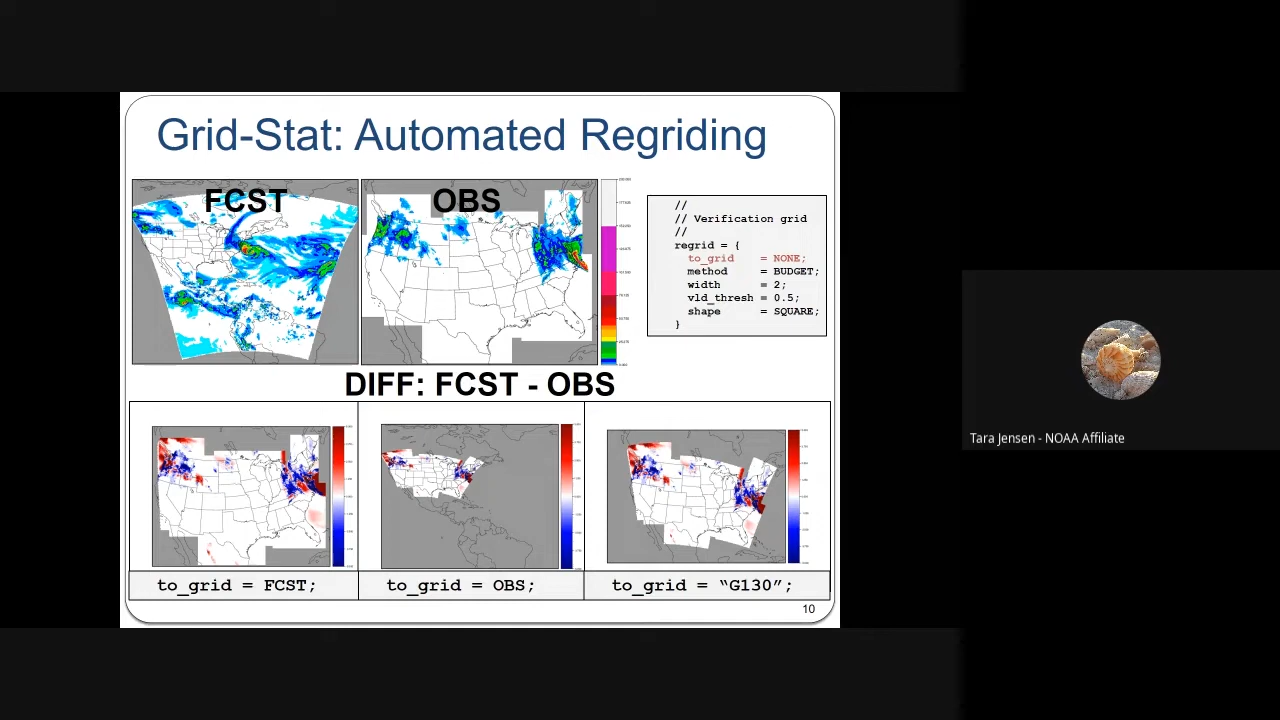 Grid-Stat: Automated Regriding
FCST
OBS
//
// Verification grid
//
regrid = {
to_grid = NONE;
method = BUDGET;
width = 2;
vld_thresh = 0.5;
shape = SQUARE;
}
DIFF: FCST - OBS
to_grid = FCST;
to_grid = OBS;
to_grid = “G130”;
10
Tara Jensen - NOAA Affiliate